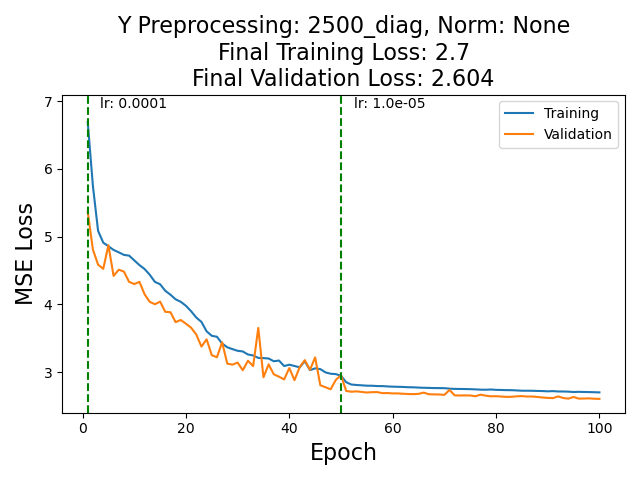 Y Preprocessing: 2500_diag, Norm: None
Final Training Loss: 2.7
Final Validation Loss: 2.604
lr: 0.0001
lr: 1.0e-05
Training
Validation
MSE Loss
7
6
5
4
3
0
20
40
60
80
100
Epoch